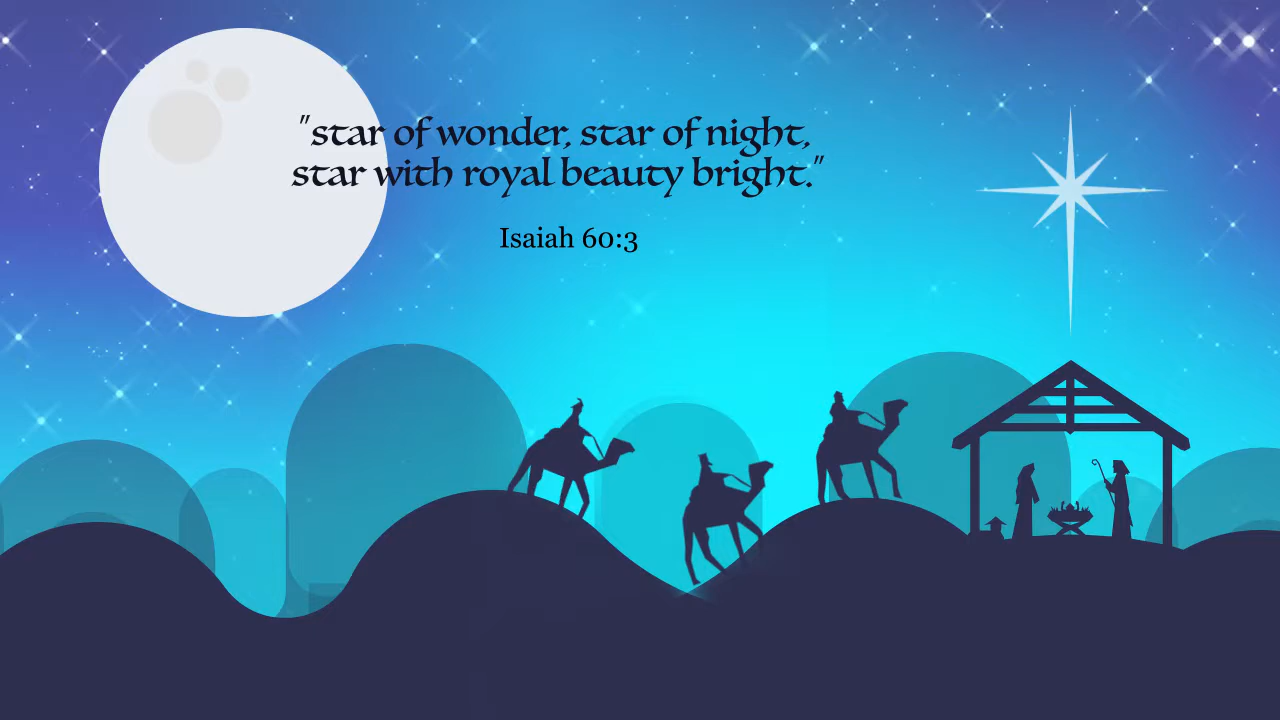 "star of wonder, star of night,
star with royal beauty bright."
Isaiah 60:3